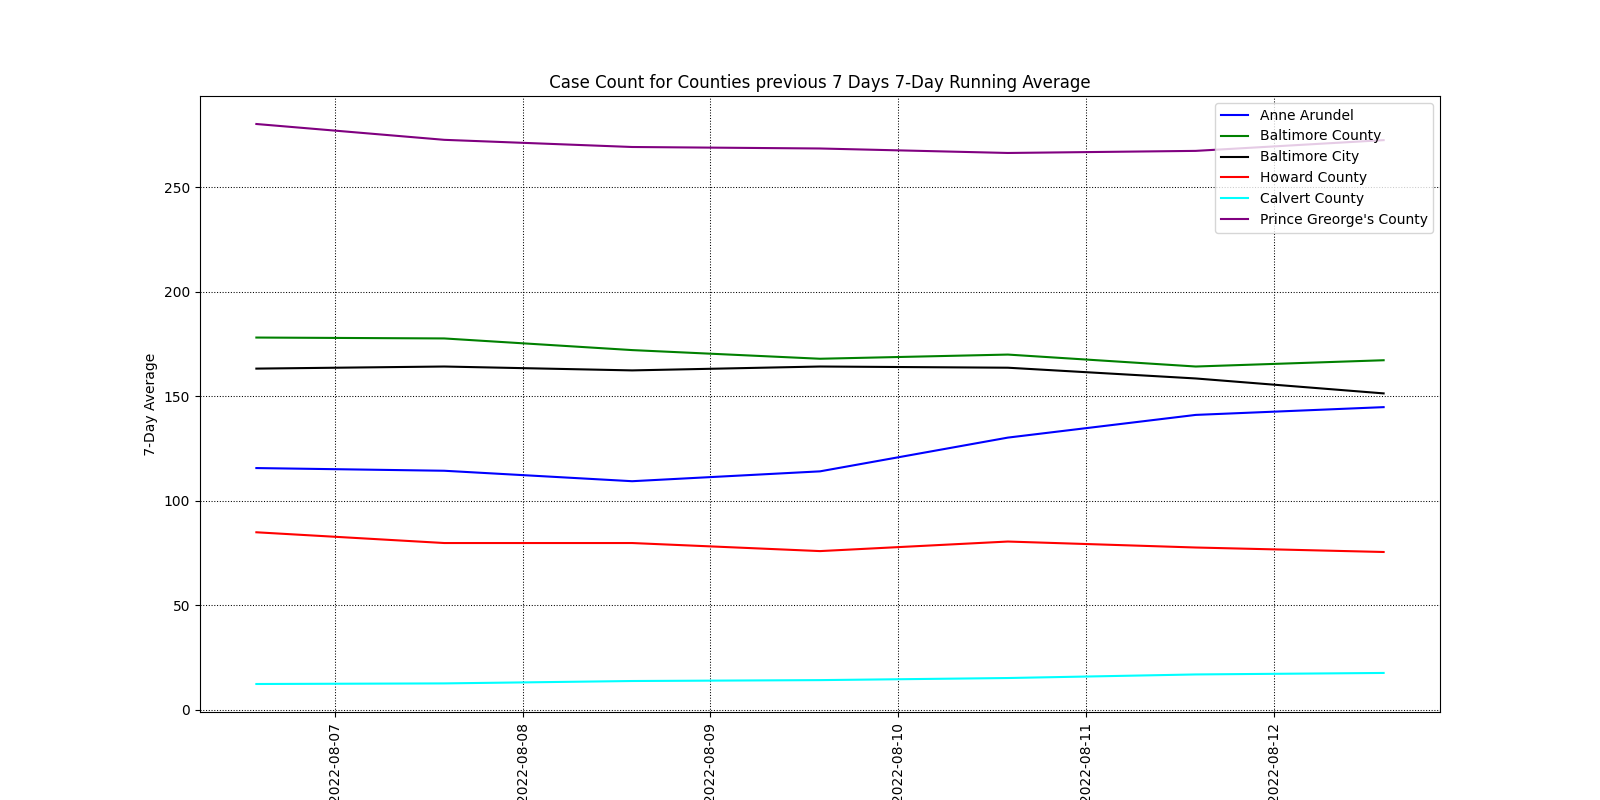 Case Count for Counties previous 7 Days 7-Day Running Average
Anne Arundel
Baltimore County
Baltimore City
Howard County
Calvert County
Prince Greorge's County
7-Day Average
250
200
150
100
50
0
2022-08-07
2022-08-08
2022-08-09
2022-08-10
2022-08-11
2022-08-12